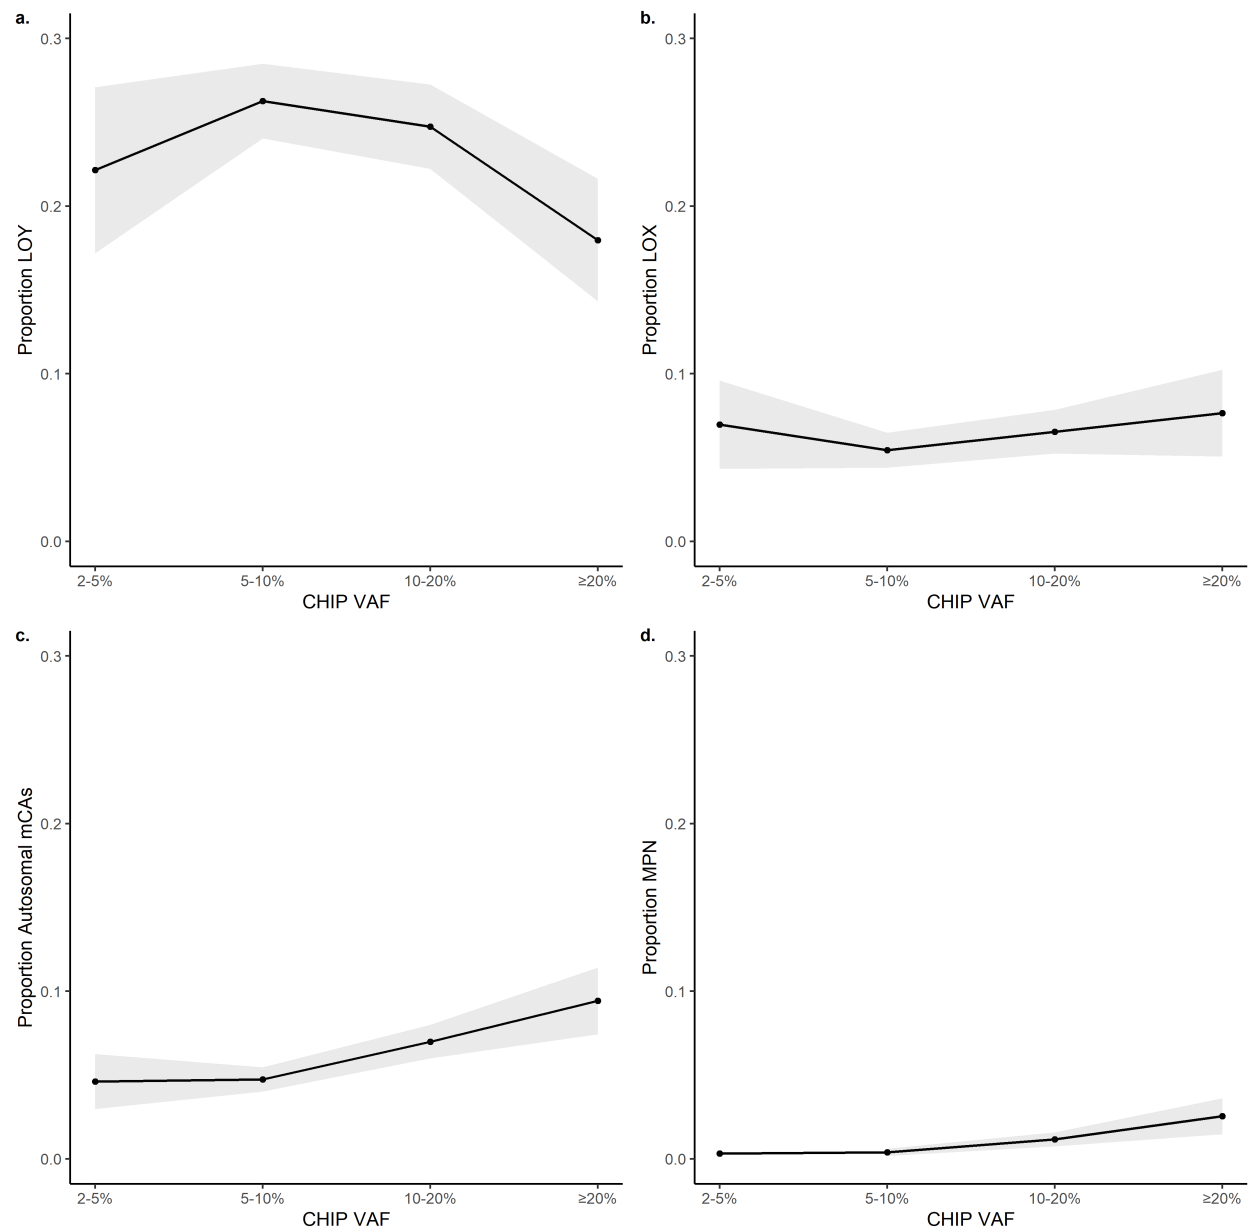 a.
0.3
0.2
0.1
0.0
Proportion LOY
2-5% 5-10% 10-20% ≥20%
CHIP VAF
b.
0.3
0.2
0.1
0.0
Proportion LOX
2-5% 5-10% 10-20% ≥20%
CHIP VAF
c.
0.3
0.2
0.1
0.0
Proportion Autosomal mCAs
2-5% 5-10% 10-20% ≥20%
CHIP VAF
d.
0.3
0.2
0.1
0.0
Proportion MPN
2-5% 5-10% 10-20% ≥20%
CHIP VAF